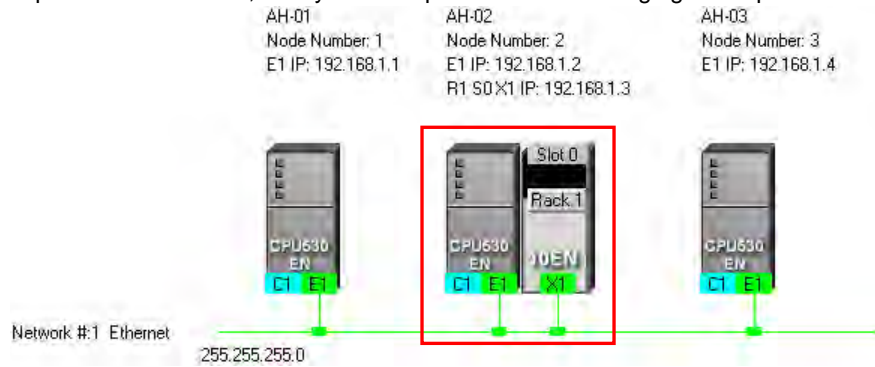 AH-01
Node Number: 1
E1 IP: 192.168.1.1
AH-02
Node Number: 2
E1 IP: 192.168.1.2
R1 S0 X1 IP: 192.168.1.3
AH-03
Node Number: 3
E1 IP: 192.168.1.4
CPU530
EN
C1 E1
CPU530
EN
C1 E1
Slot 0
Rack 1
0EN
X1
CPU530
EN
C1 E1
Network #:1 Ethernet
255.255.255.0